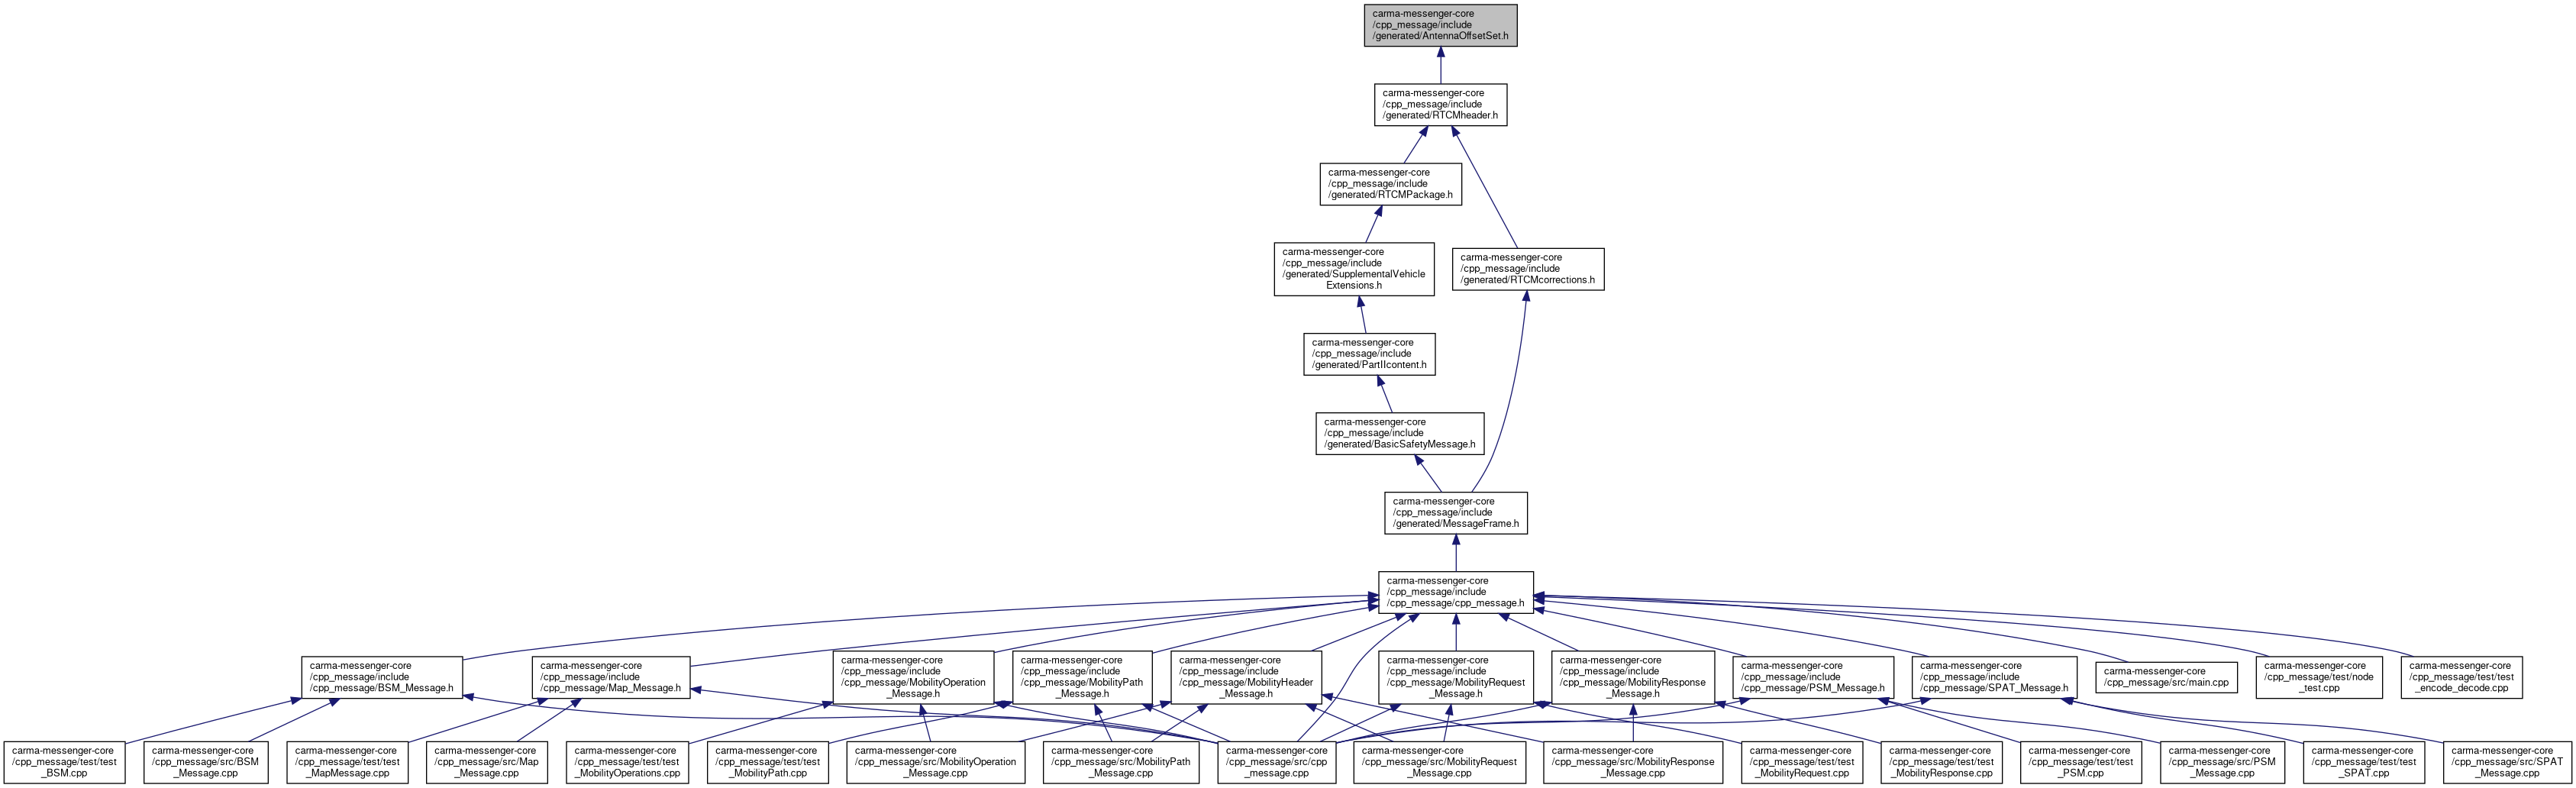 carma-messenger-core
/cpp_message/include
/generated/AntennaOffsetSet.h
carma-messenger-core
/cpp_message/include
/generated/RTCMheader.h
carma-messenger-core
/cpp_message/include
/generated/RTCMPackage.h
carma-messenger-core
/cpp_message/include
/generated/SupplementalVehicle
Extensions.h
carma-messenger-core
/cpp_message/include
/generated/RTCMcorrections.h
carma-messenger-core
/cpp_message/include
/generated/PartIIcontent.h
carma-messenger-core
/cpp_message/include
/generated/BasicSafetyMessage.h
carma-messenger-core
/cpp_message/include
/generated/MessageFrame.h
carma-messenger-core
/cpp_message/include
/cpp_message/cpp_message.h
carma-messenger-core
/cpp_message/include
/cpp_message/BSM_Message.h
carma-messenger-core
/cpp_message/include
/cpp_message/Map_Message.h
carma-messenger-core
/cpp_message/include
/cpp_message/MobilityOperation
_Message.h
carma-messenger-core
/cpp_message/include
/cpp_message/MobilityPath
_Message.h
carma-messenger-core
/cpp_message/include
/cpp_message/MobilityHeader
_Message.h
carma-messenger-core
/cpp_message/include
/cpp_message/MobilityRequest
_Message.h
carma-messenger-core
/cpp_message/include
/cpp_message/MobilityResponse
_Message.h
carma-messenger-core
/cpp_message/include
/cpp_message/PSM_Message.h
carma-messenger-core
/cpp_message/include
/cpp_message/SPAT_Message.h
carma-messenger-core
/cpp_message/src/main.cpp
carma-messenger-core
/cpp_message/test/node
_test.cpp
carma-messenger-core
/cpp_message/test/test
_encode_decode.cpp
carma-messenger-core
/cpp_message/test/test
_BSM.cpp
carma-messenger-core
/cpp_message/src/BSM
_Message.cpp
carma-messenger-core
/cpp_message/test/test
_MapMessage.cpp
carma-messenger-core
/cpp_message/src/Map
_Message.cpp
carma-messenger-core
/cpp_message/test/test
_MobilityOperations.cpp
carma-messenger-core
/cpp_message/test/test
_MobilityPath.cpp
carma-messenger-core
/cpp_message/src/MobilityOperation
_Message.cpp
carma-messenger-core
/cpp_message/src/MobilityPath
_Message.cpp
carma-messenger-core
/cpp_message/src/cpp
_message.cpp
carma-messenger-core
/cpp_message/src/MobilityRequest
_Message.cpp
carma-messenger-core
/cpp_message/src/MobilityResponse
_Message.cpp
carma-messenger-core
/cpp_message/test/test
_MobilityRequest.cpp
carma-messenger-core
/cpp_message/test/test
_MobilityResponse.cpp
carma-messenger-core
/cpp_message/test/test
_PSM.cpp
carma-messenger-core
/cpp_message/src/PSM
_Message.cpp
carma-messenger-core
/cpp_message/test/test
_SPAT.cpp
carma-messenger-core
/cpp_message/src/SPAT
_Message.cpp